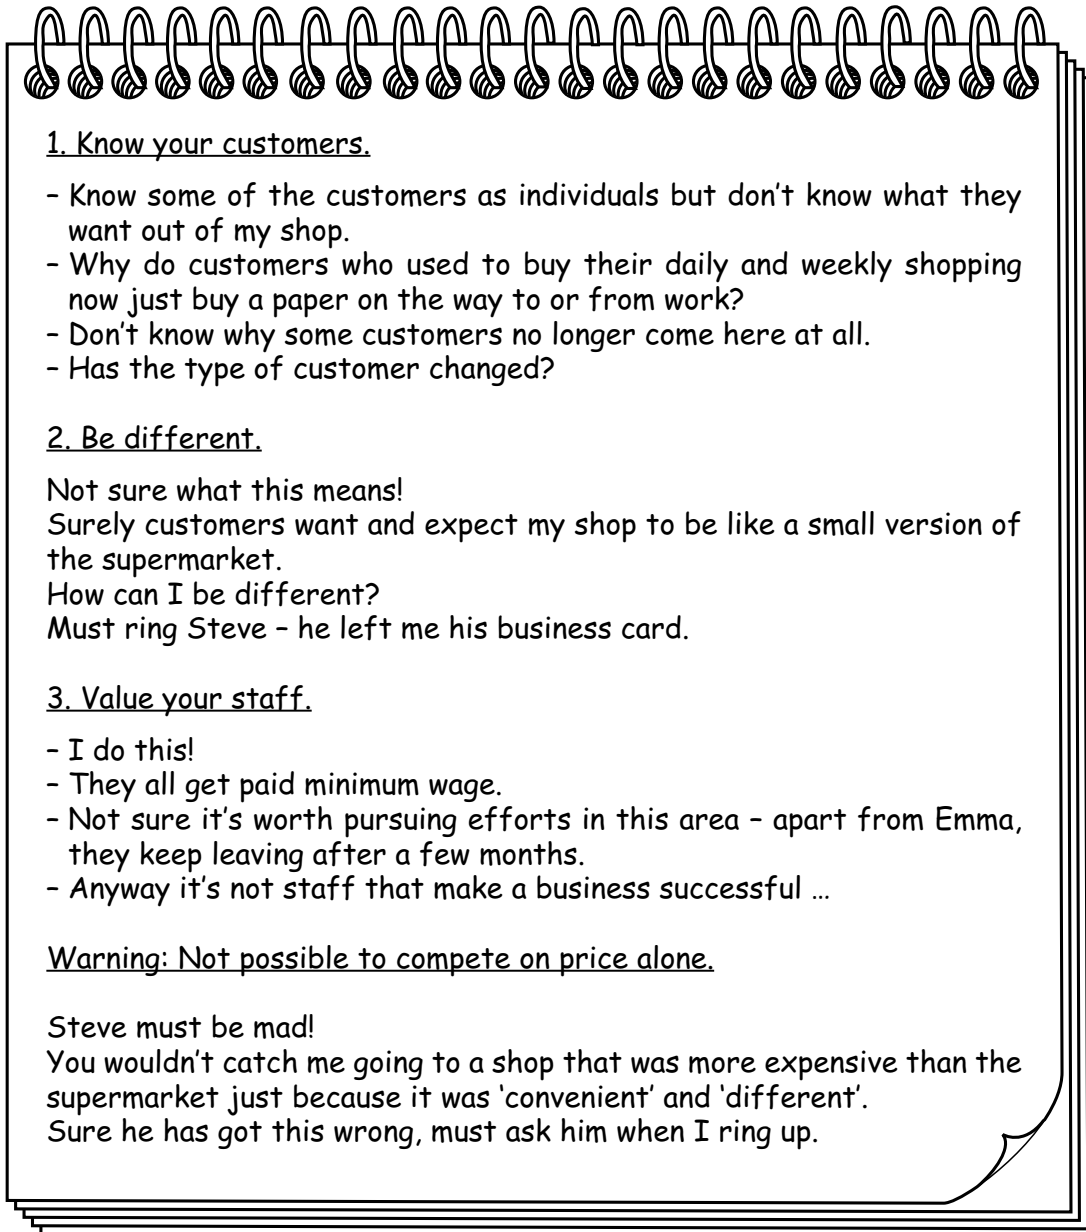 1. Know your customers.
– Know some of the customers as individuals but don’t know what they
want out of my shop.
– Why do customers who used to buy their daily and weekly shopping
now just buy a paper on the way to or from work?
– Don’t know why some customers no longer come here at all.
– Has the type of customer changed?
2. Be different.
Not sure what this means!
Surely customers want and expect my shop to be like a small version of
the supermarket.
How can I be different?
Must ring Steve – he left me his business card.
3. Value your staff.
– I do this!
– They all get paid minimum wage.
– Not sure it’s worth pursuing efforts in this area – apart from Emma,
they keep leaving after a few months.
– Anyway it’s not staff that make a business successful …
Warning: Not possible to compete on price alone.
Steve must be mad!
You wouldn’t catch me going to a shop that was more expensive than the
supermarket just because it was ‘convenient’ and ‘different’.
Sure he has got this wrong, must ask him when I ring up.